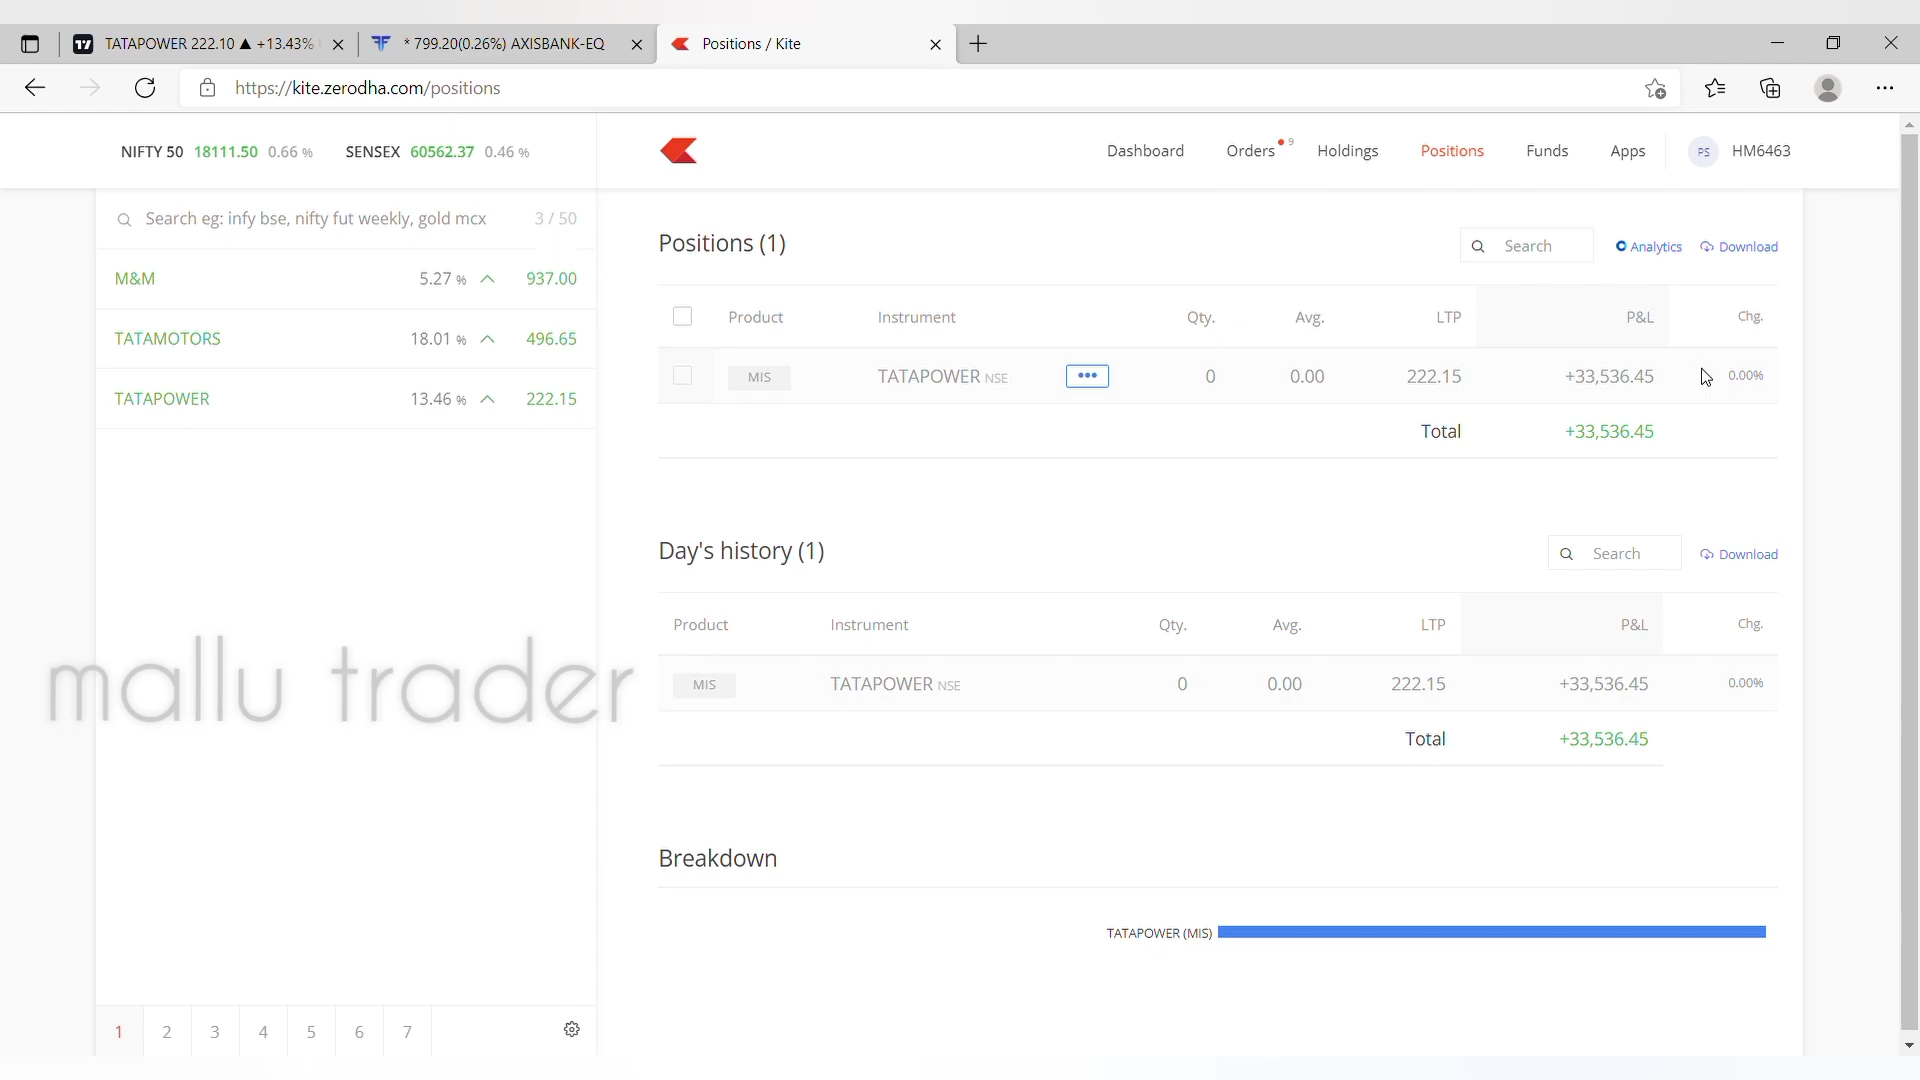 TATAPOWER 222.10 ▲ +13.43%
* 799.20(0.26%) AXISBANK-EQ
Positions / Kite
https://kite.zerodha.com/positions
NIFTY 50 18111.50 0.66 % SENSEX 60562.37 0.46 %
Dashboard Orders 9 Holdings Positions Funds Apps PS HM6463
Search eg: infy bse, nifty fut weekly, gold mcx 3 / 50
M&M 5.27 % 937.00
TATAMOTORS 18.01 % 496.65
TATAPOWER 13.46 % 222.15
Positions (1) Search Analytics Download
Product Instrument Qty. Avg. LTP P&L Chg.
MIS TATAPOWER NSE ••• 0 0.00 222.15 +33,536.45 0.00%
Total +33,536.45
Day's history (1) Search Download
Product Instrument Qty. Avg. LTP P&L Chg.
MIS TATAPOWER NSE 0 0.00 222.15 +33,536.45 0.00%
Total +33,536.45
mallu trader
Breakdown
TATAPOWER (MIS)
1 2 3 4 5 6 7